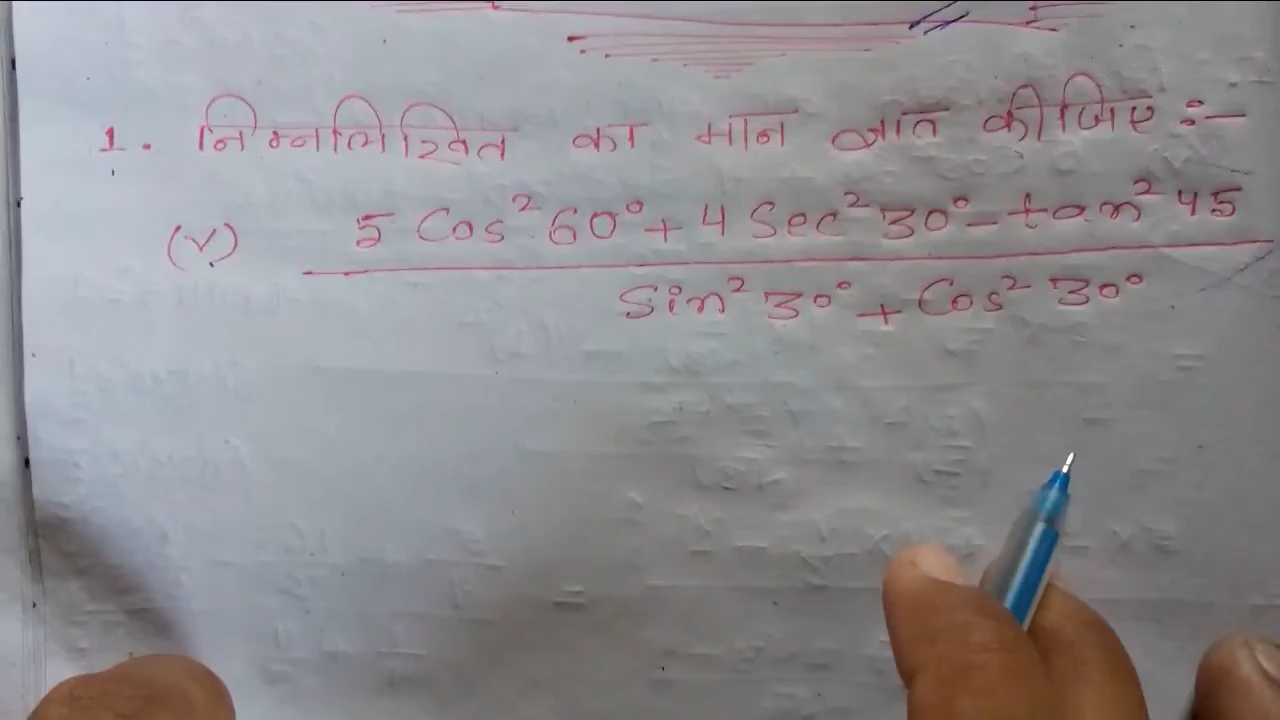 1. निम्नलिखित का मान ज्ञात कीजिए :-
(v) 5 Cos² 60° + 4 Sec² 30° - tan² 45
Sin² 30° + Cos² 30°